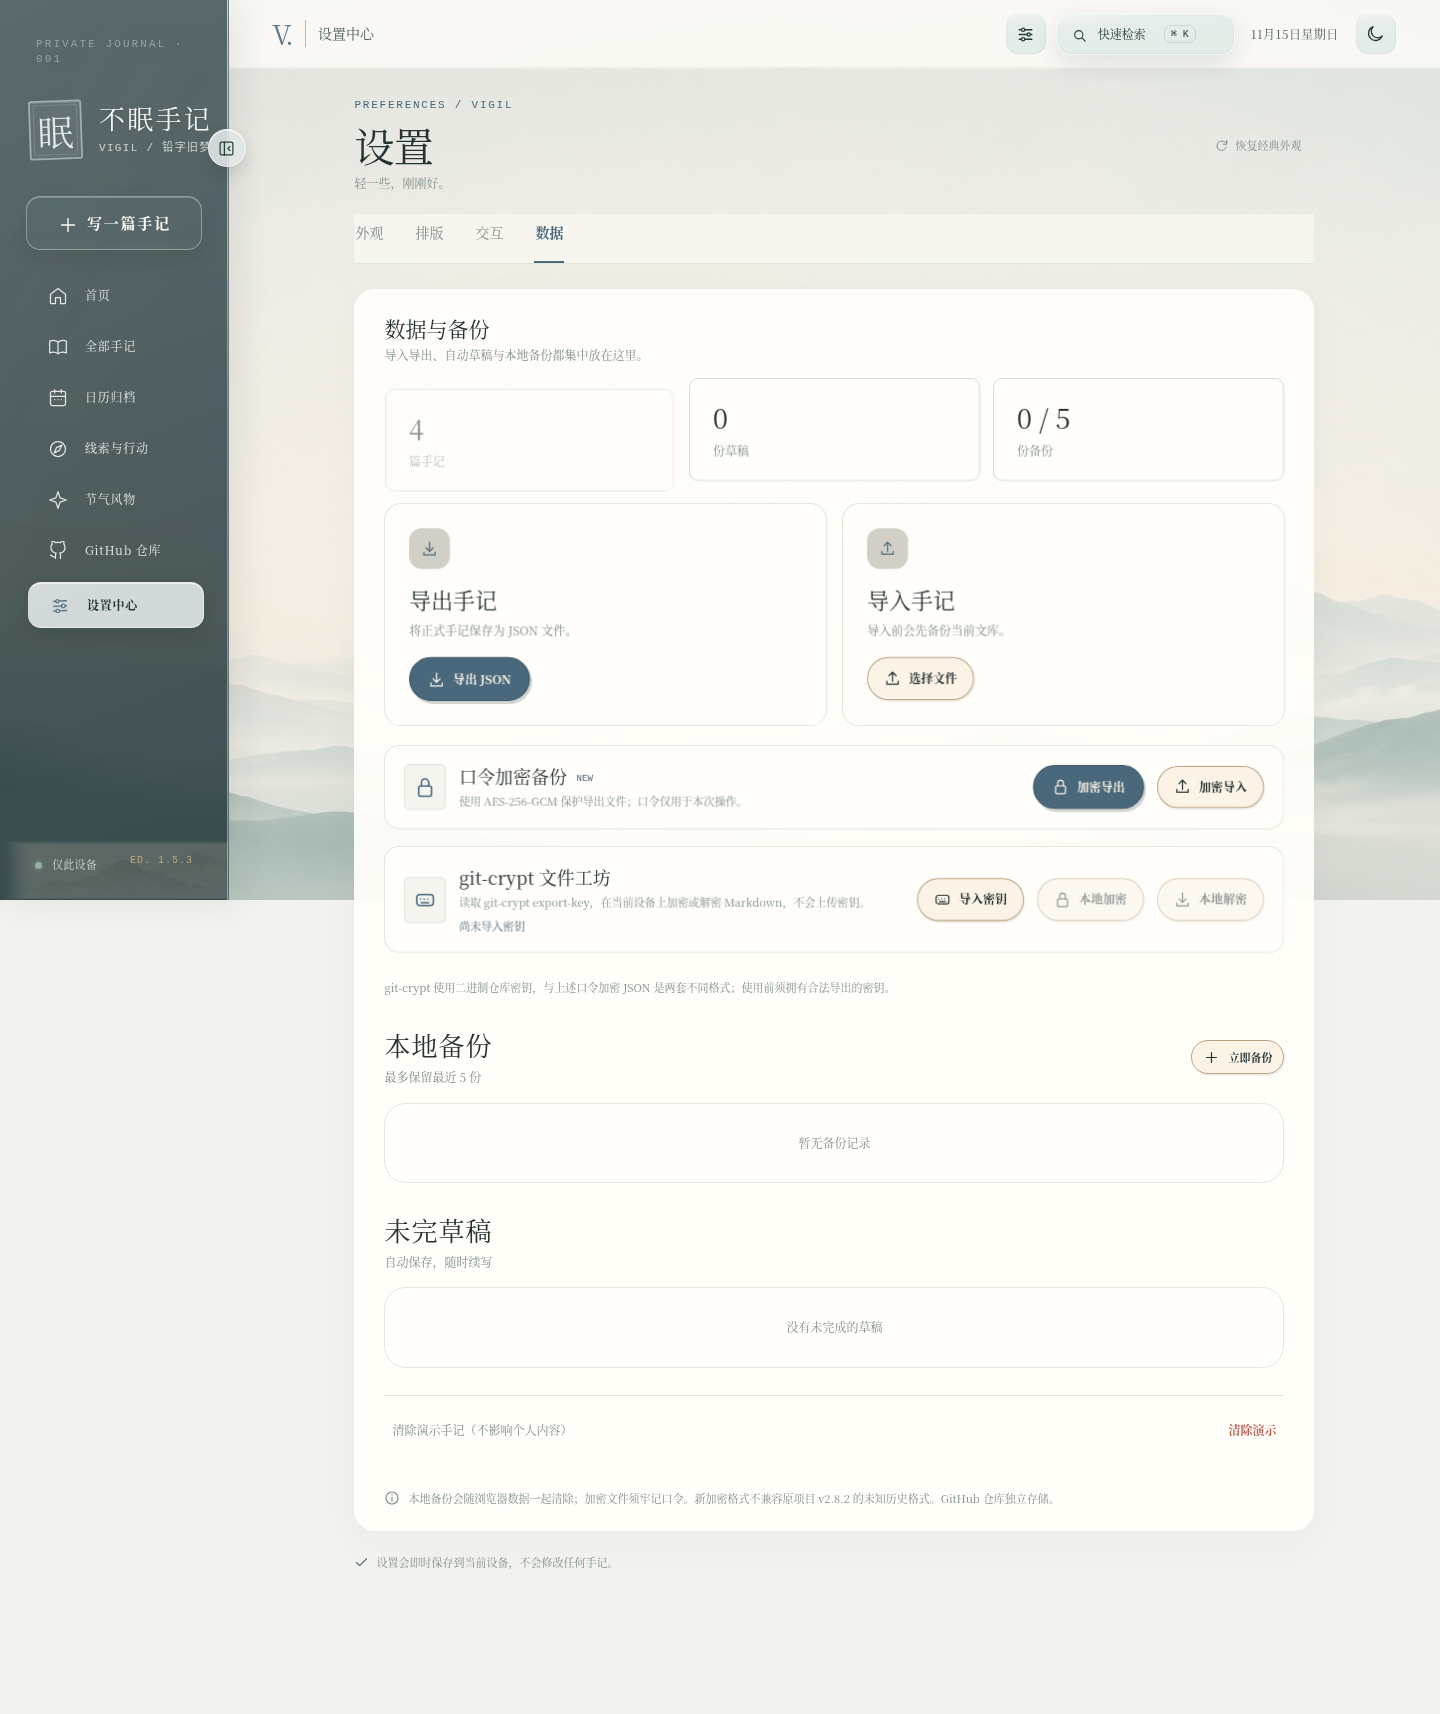 PRIVATE JOURNAL ·
001
眠
不眠手记
VIGIL / 铅字旧梦
写一篇手记
首页
全部手记
日历归档
线索与行动
节气风物
GitHub 仓库
设置中心
仅此设备
ED. 1.5.3
V.
设置中心
快速检索
⌘ K
11月15日星期日
PREFERENCES / VIGIL
设置
轻一些，刚刚好。
恢复经典外观
外观
排版
交互
数据
数据与备份
导入导出、自动草稿与本地备份都集中放在这里。
4
篇手记
0
份草稿
0 / 5
份备份
导出手记
将正式手记保存为 JSON 文件。
导出 JSON
导入手记
导入前会先备份当前文库。
选择文件
口令加密备份 NEW
使用 AES-256-GCM 保护导出文件；口令仅用于本次操作。
加密导出
加密导入
git-crypt 文件工坊
读取 git-crypt export-key，在当前设备上加密或解密 Markdown，不会上传密钥。
尚未导入密钥
导入密钥
本地加密
本地解密
git-crypt 使用二进制仓库密钥，与上述口令加密 JSON 是两套不同格式；使用前须拥有合法导出的密钥。
本地备份
最多保留最近 5 份
立即备份
暂无备份记录
未完草稿
自动保存，随时续写
没有未完成的草稿
清除演示手记（不影响个人内容）
清除演示
本地备份会随浏览器数据一起清除；加密文件须牢记口令。新加密格式不兼容原项目 v2.8.2 的未知历史格式。GitHub 仓库独立存储。
设置会即时保存到当前设备，不会修改任何手记。